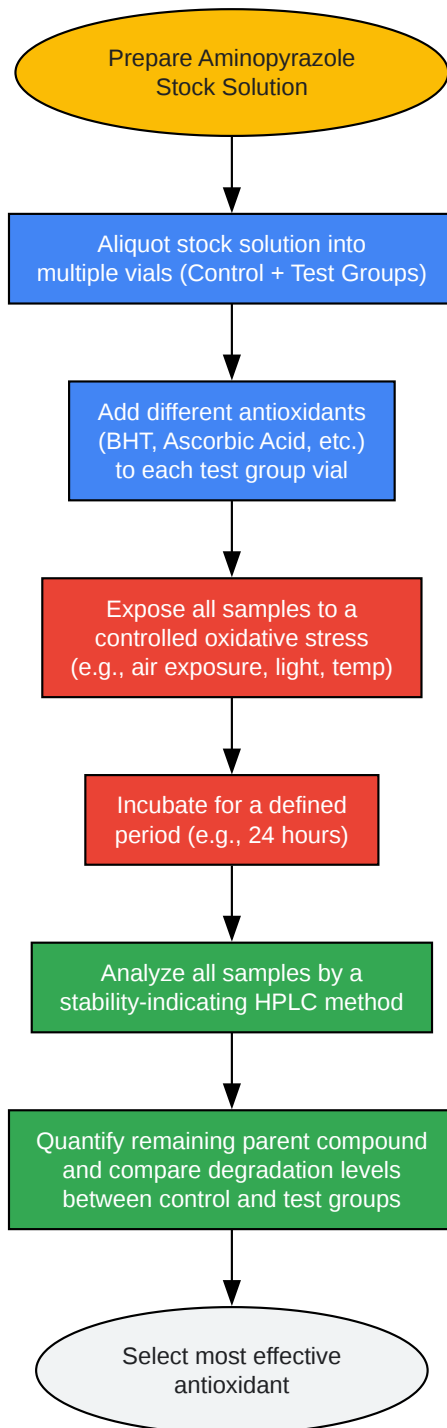 Prepare Aminopyrazole
Stock Solution
Aliquot stock solution into
multiple vials (Control + Test Groups)
Add different antioxidants
(BHT, Ascorbic Acid, etc.)
to each test group vial
Expose all samples to a
controlled oxidative stress
(e.g., air exposure, light, temp)
Incubate for a defined
period (e.g., 24 hours)
Analyze all samples by a
stability-indicating HPLC method
Quantify remaining parent compound
and compare degradation levels
between control and test groups
Select most effective
antioxidant